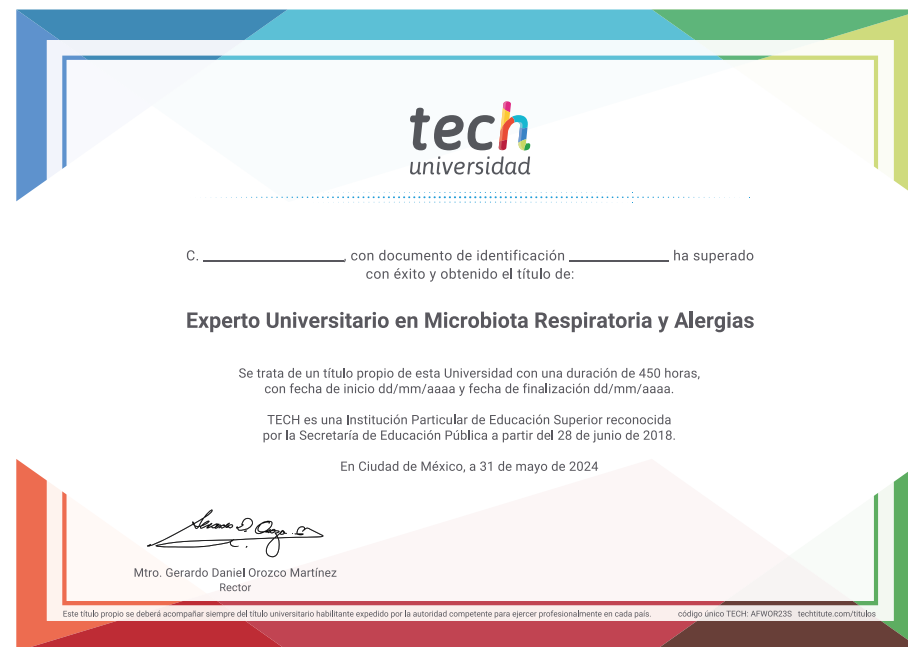 tech
universidad
C. ____________________, con documento de identificación ______________ ha superado
con éxito y obtenido el título de:
Experto Universitario en Microbiota Respiratoria y Alergias
Se trata de un título propio de esta Universidad con una duración de 450 horas,
con fecha de inicio dd/mm/aaaa y fecha de finalización dd/mm/aaaa.
TECH es una Institución Particular de Educación Superior reconocida
por la Secretaría de Educación Pública a partir del 28 de junio de 2018.
En Ciudad de México, a 31 de mayo de 2024
Mtro. Gerardo Daniel Orozco Martínez
Rector
Este título propio se deberá acompañar siempre del título universitario habilitante expedido por la autoridad competente para ejercer profesionalmente en cada país. código único TECH: AFWOR23S techtitute.com/titulos